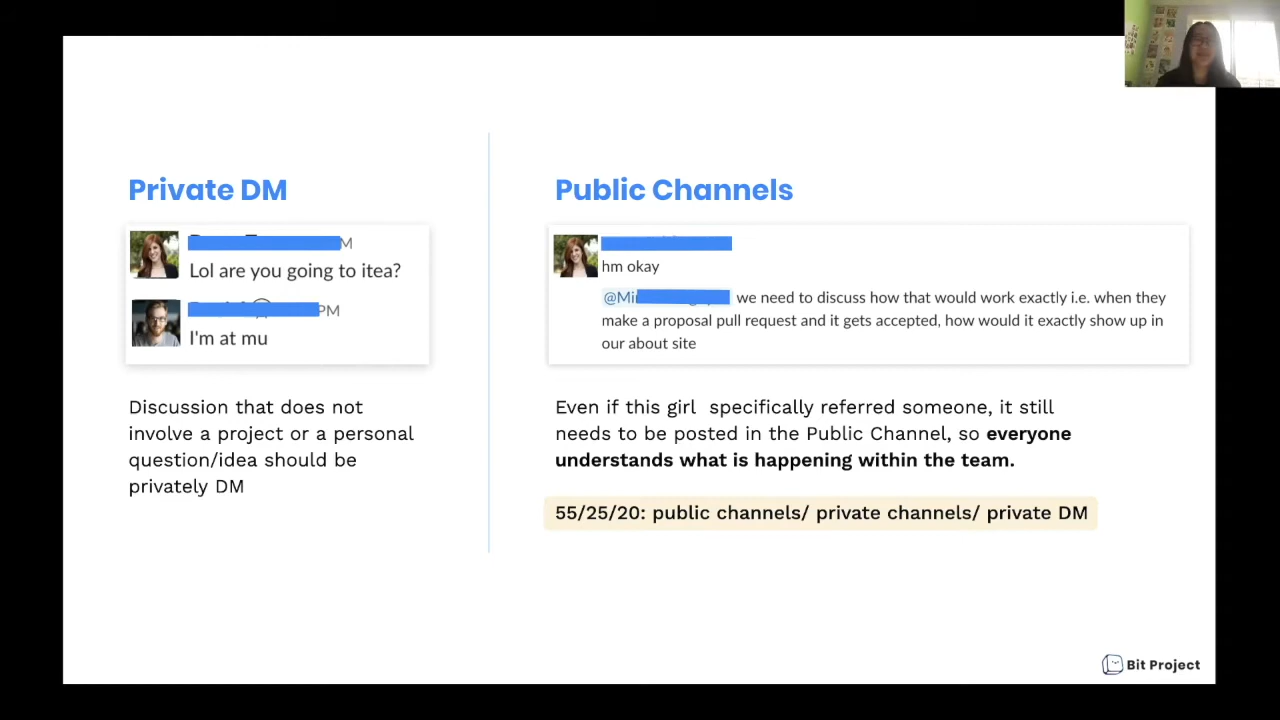 Private DM
M
Lol are you going to itea?
PM
I'm at mu
Discussion that does not
involve a project or a personal
question/idea should be
privately DM
Public Channels
hm okay
@Mi we need to discuss how that would work exactly i.e. when they
make a proposal pull request and it gets accepted, how would it exactly show up in
our about site
Even if this girl specifically referred someone, it still
needs to be posted in the Public Channel, so everyone
understands what is happening within the team.
55/25/20: public channels/ private channels/ private DM
Bit Project